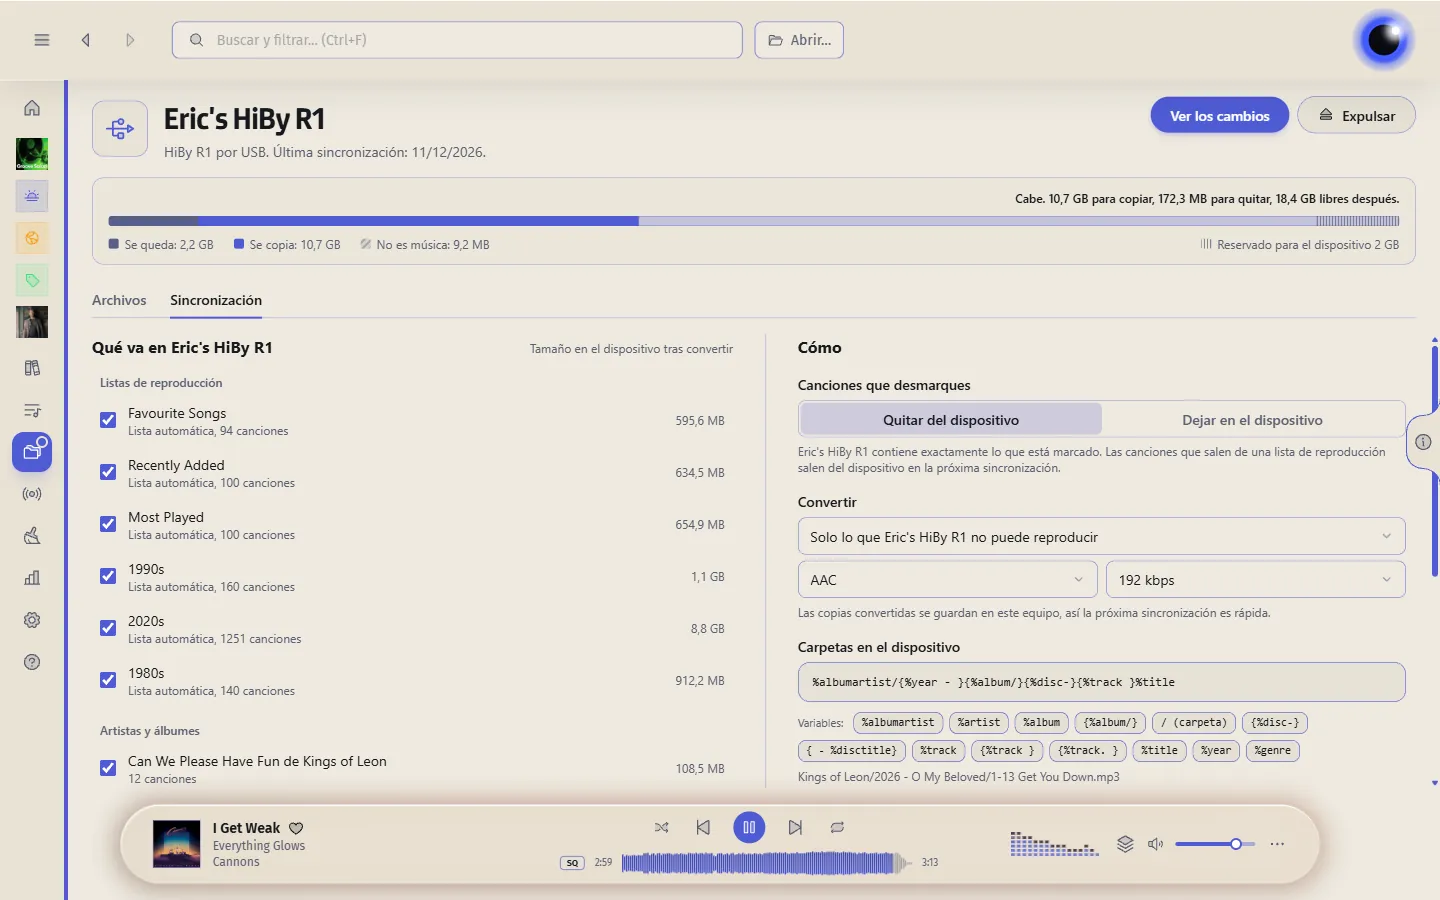 Buscar y filtrar... (Ctrl+F)
Abrir...
Eric's HiBy R1
HiBy R1 por USB. Última sincronización: 11/12/2026.
Ver los cambios
Expulsar
Cabe. 10,7 GB para copiar, 172,3 MB para quitar, 18,4 GB libres después.
Se queda: 2,2 GB
Se copia: 10,7 GB
No es música: 9,2 MB
Reservado para el dispositivo 2 GB
Archivos
Sincronización
Qué va en Eric's HiBy R1
Tamaño en el dispositivo tras convertir
Listas de reproducción
Favourite Songs
Lista automática, 94 canciones
595,6 MB
Recently Added
Lista automática, 100 canciones
634,5 MB
Most Played
Lista automática, 100 canciones
654,9 MB
1990s
Lista automática, 160 canciones
1,1 GB
2020s
Lista automática, 1251 canciones
8,8 GB
1980s
Lista automática, 140 canciones
912,2 MB
Artistas y álbumes
Can We Please Have Fun de Kings of Leon
12 canciones
108,5 MB
Cómo
Canciones que desmarques
Quitar del dispositivo
Dejar en el dispositivo
Eric's HiBy R1 contiene exactamente lo que está marcado. Las canciones que salen de una lista de reproducción
salen del dispositivo en la próxima sincronización.
Convertir
Solo lo que Eric's HiBy R1 no puede reproducir
AAC
192 kbps
Las copias convertidas se guardan en este equipo, así la próxima sincronización es rápida.
Carpetas en el dispositivo
%albumartist/{%year - }{%album/}{%disc-}{%track }%title
Variables: %albumartist %artist %album {%album/} / (carpeta) {%disc-}
{ - %disctitle} %track {%track } {%track. } %title %year %genre
Kings of Leon/2026 - O My Beloved/1-13 Get You Down.mp3
I Get Weak
Everything Glows
Cannons
SQ
2:59
3:13